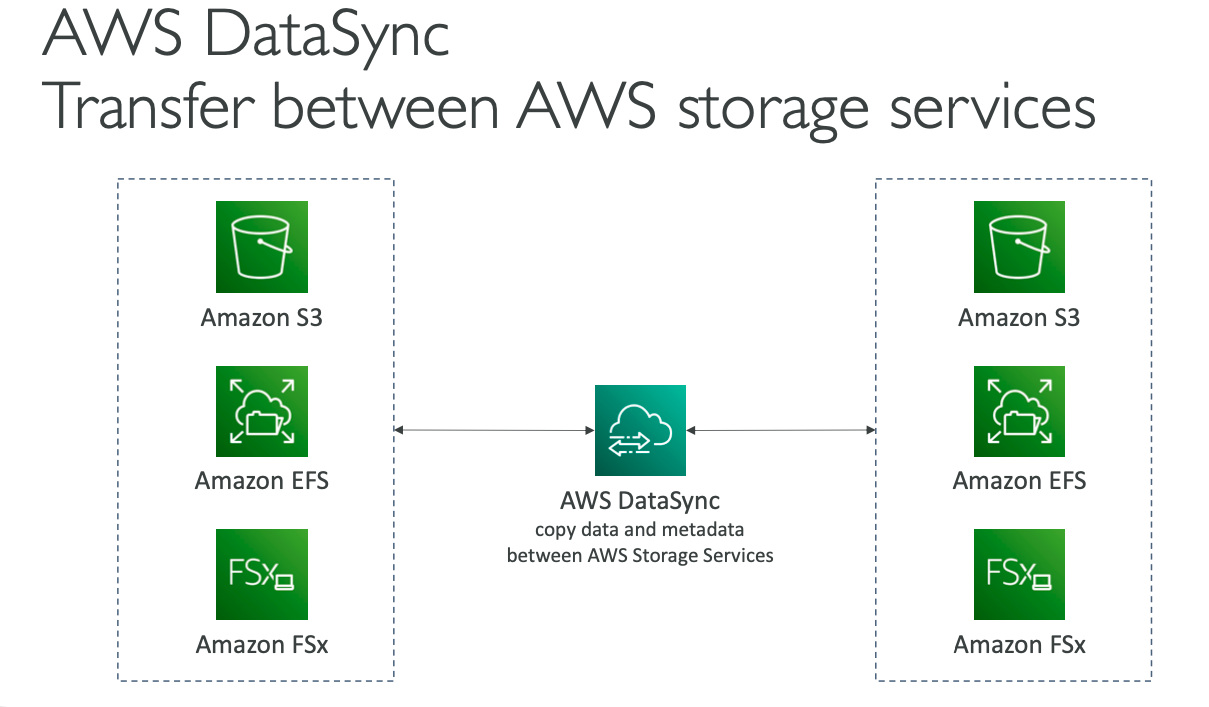 AWS DataSync
Transfer between AWS storage services
Amazon S3
Amazon EFS
FSx
Amazon FSx
AWS DataSync
copy data and metadata
between AWS Storage Services
Amazon S3
Amazon EFS
FSx
Amazon FSx